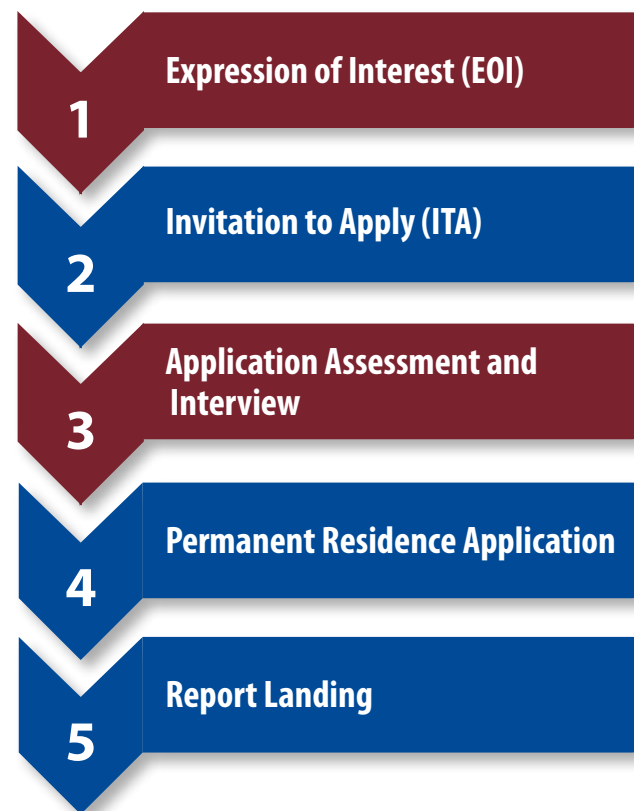 1
Expression of Interest (EOI)
2
Invitation to Apply (ITA)
3
Application Assessment and
Interview
4
Permanent Residence Application
5
Report Landing